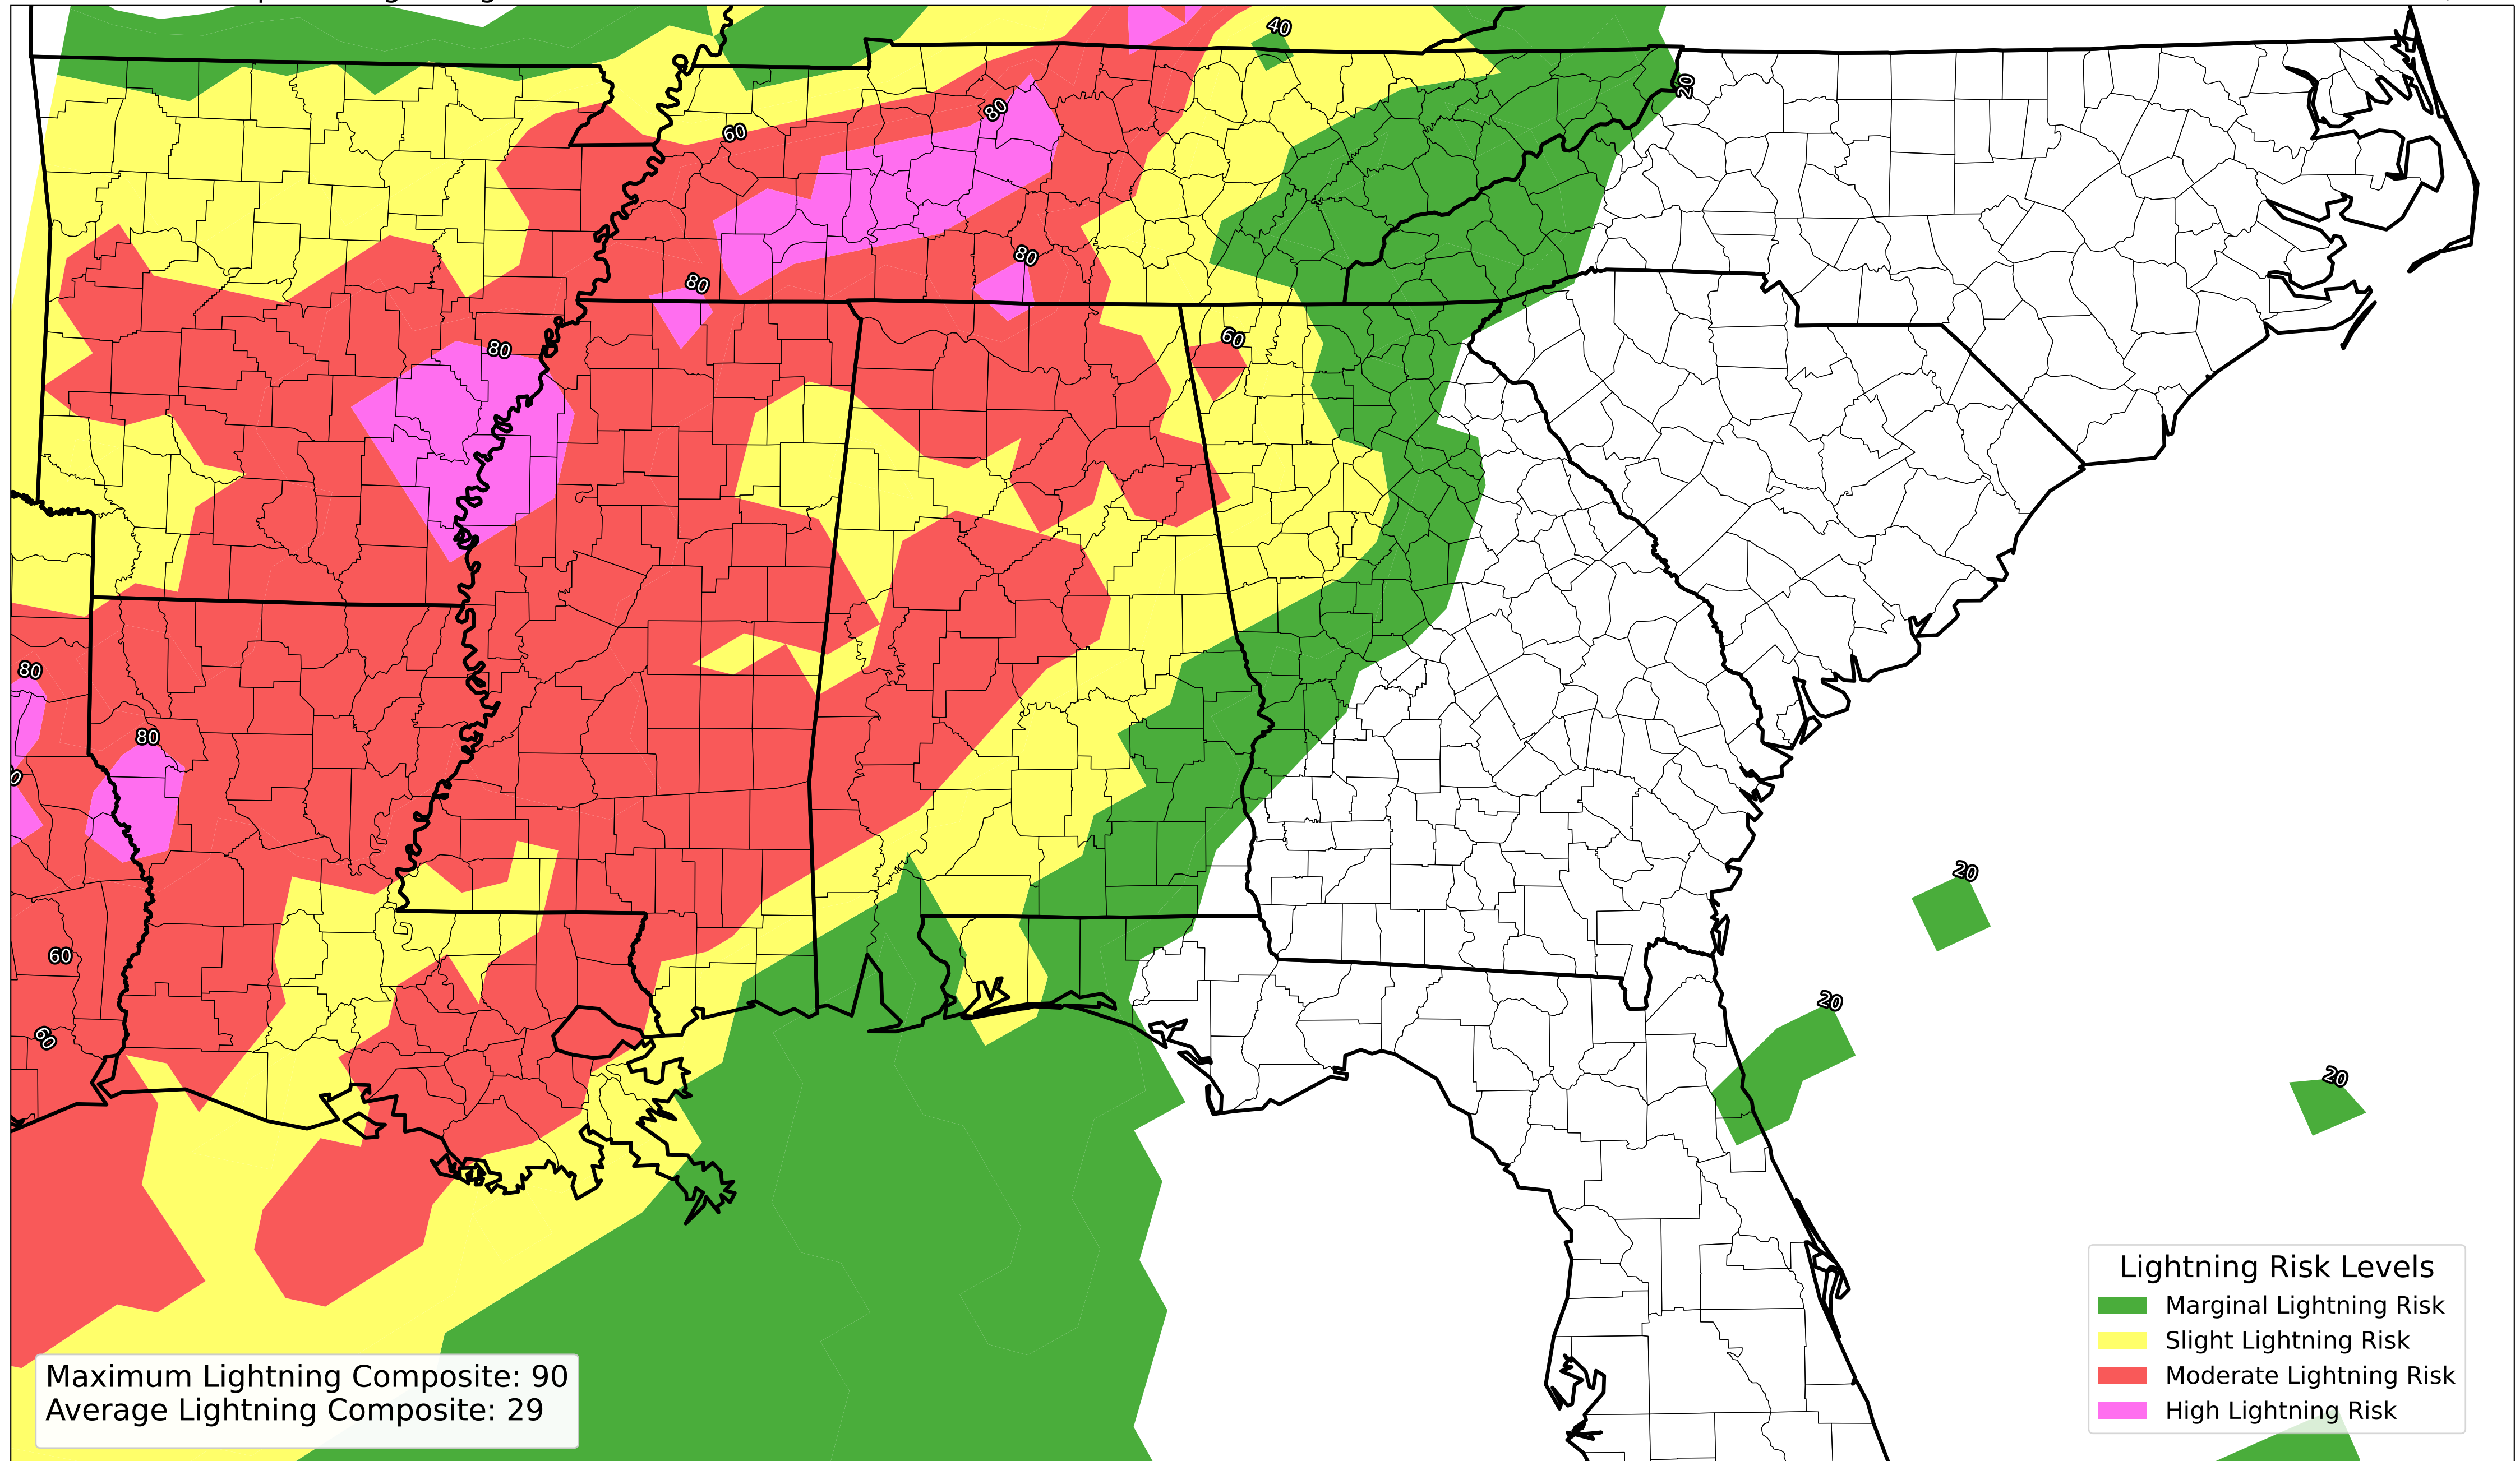 40
20
80
60
80
80
60
80
80
80
20
60
20
60
20
Lightning Risk Levels
Marginal Lightning Risk
Slight Lightning Risk
Moderate Lightning Risk
High Lightning Risk
Maximum Lightning Composite: 90
Average Lightning Composite: 29